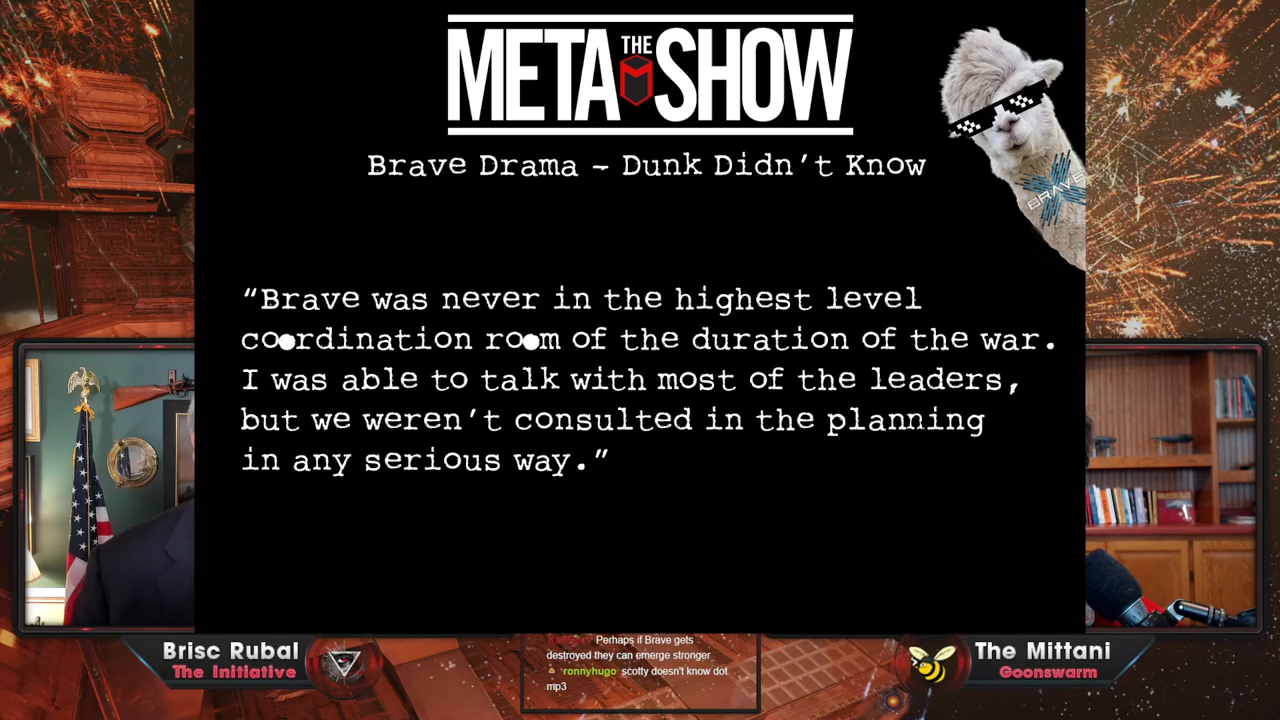 META THE SHOW
Brave Drama – Dunk Didn't Know
BRAVE
"Brave was never in the highest level
coordination room of the duration of the war.
I was able to talk with most of the leaders,
but we weren't consulted in the planning
in any serious way."
Brisc Rubal
The Initiative
Perhaps if Brave gets
destroyed they can emerge stronger
ronnyhugo scotty doesn't know dot
mp3
The Mittani
Goonswarm